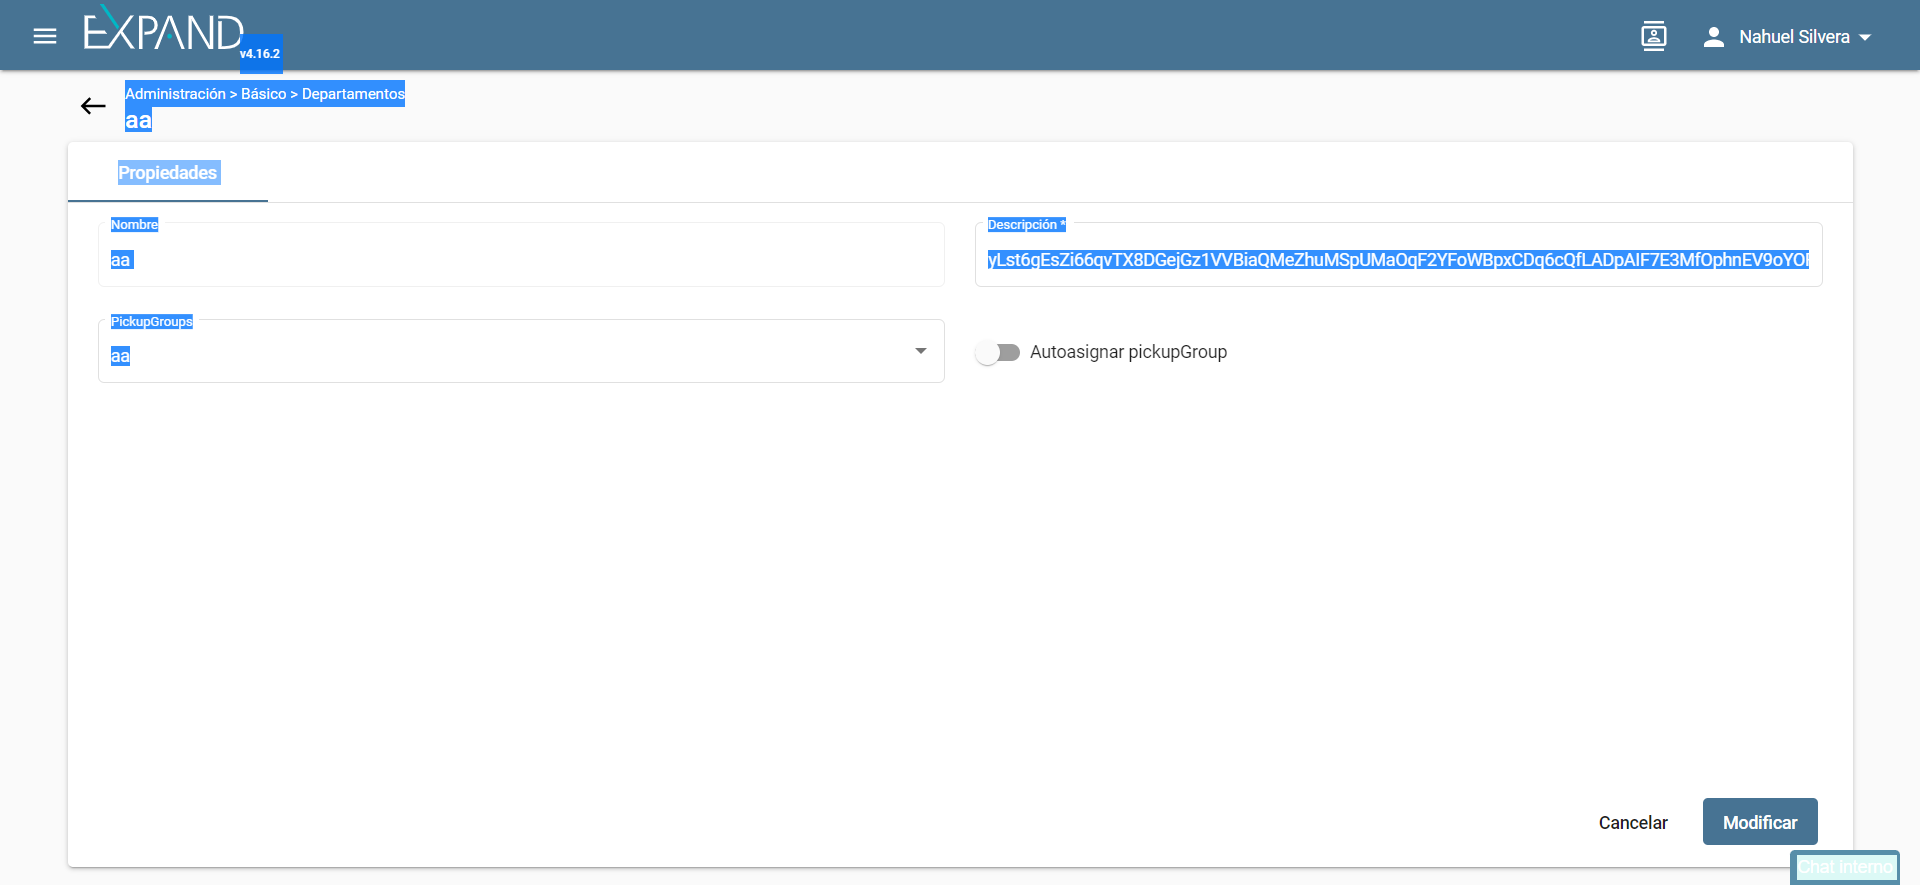 EXPAND
v4.16.2
Nahuel Silvera
Administración > Básico > Departamentos
aa
Propiedades
Nombre
aa
Descripción *
yLst6gEsZi66qvTX8DGejGz1VVBiaQMeZhuMSpUMaOqF2YFoWBpxCDq6cQfLADpAIF7E3MfOphnEV9oYO
PickupGroups
aa
Autoasignar pickupGroup
Cancelar
Modificar
Chat interno